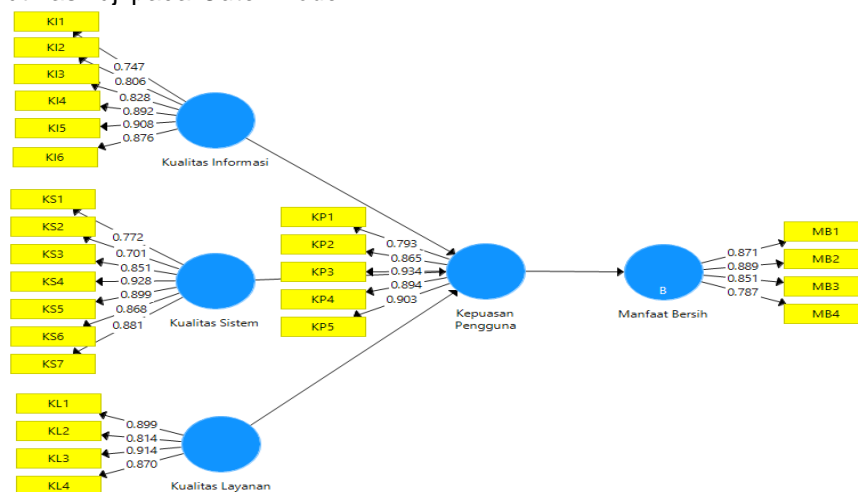 KI1
KI2
KI3
KI4
KI5
KI6
0.747
0.806
0.828
0.892
0.908
0.876
Kualitas Informasi
KS1
KS2
KS3
KS4
KS5
KS6
KS7
0.772
0.701
0.851
0.928
0.899
0.868
0.881
Kualitas Sistem
KP1
KP2
KP3
KP4
KP5
0.793
0.865
0.934
0.894
0.903
Kepuasan
Pengguna
B
Manfaat Bersih
0.871
0.889
0.851
0.787
MB1
MB2
MB3
MB4
KL1
KL2
KL3
KL4
0.899
0.814
0.914
0.870
Kualitas Layanan